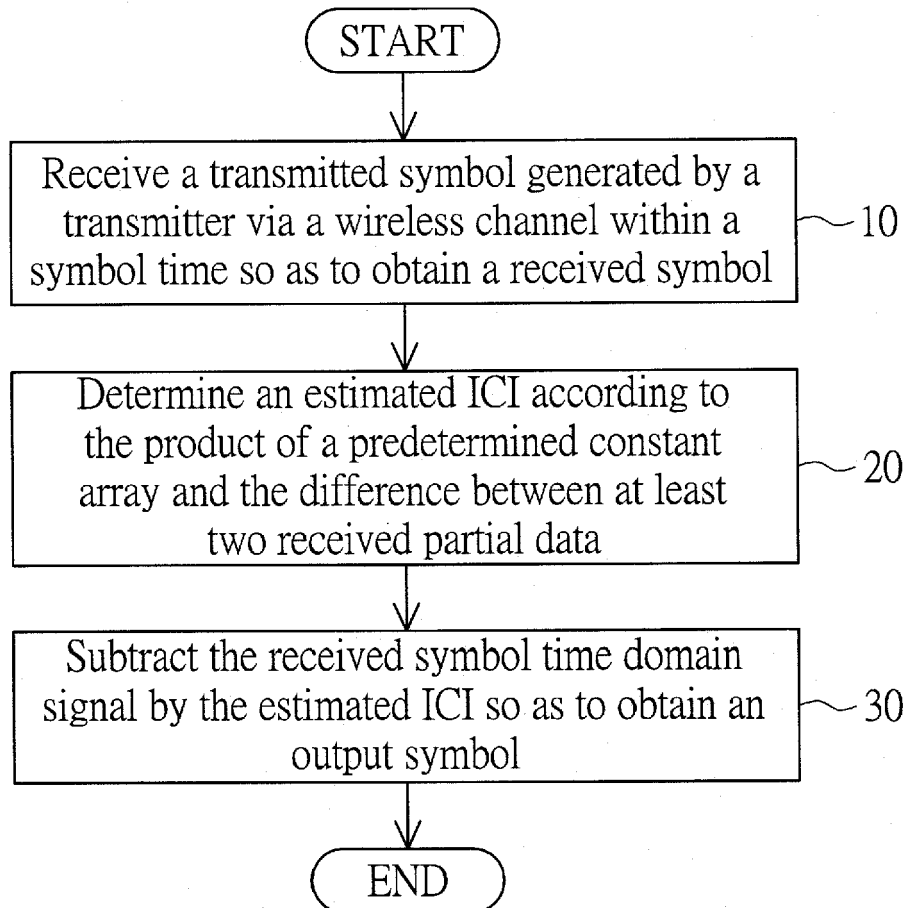 START
Receive a transmitted symbol generated by a
transmitter via a wireless channel within a
symbol time so as to obtain a received symbol
10
Determine an estimated ICI according to
the product of a predetermined constant
array and the difference between at least
two received partial data
20
Subtract the received symbol time domain
signal by the estimated ICI so as to obtain an
output symbol
30
END